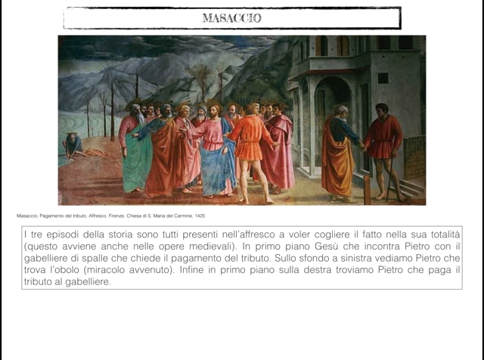 MASACCIO
Masaccio, Pagamento del tributo, Affresco, Firenze, Chiesa di S. Maria del Carmine, 1425.
I tre episodi della storia sono tutti presenti nell'affresco a voler cogliere il fatto nella sua totalità
(questo avviene anche nelle opere medievali). In primo piano Gesù che incontra Pietro con il
gabelliere di spalle che chiede il pagamento del tributo. Sullo sfondo a sinistra vediamo Pietro che
trova l'obolo (miracolo avvenuto). Infine in primo piano sulla destra troviamo Pietro che paga il
tributo al gabelliere.